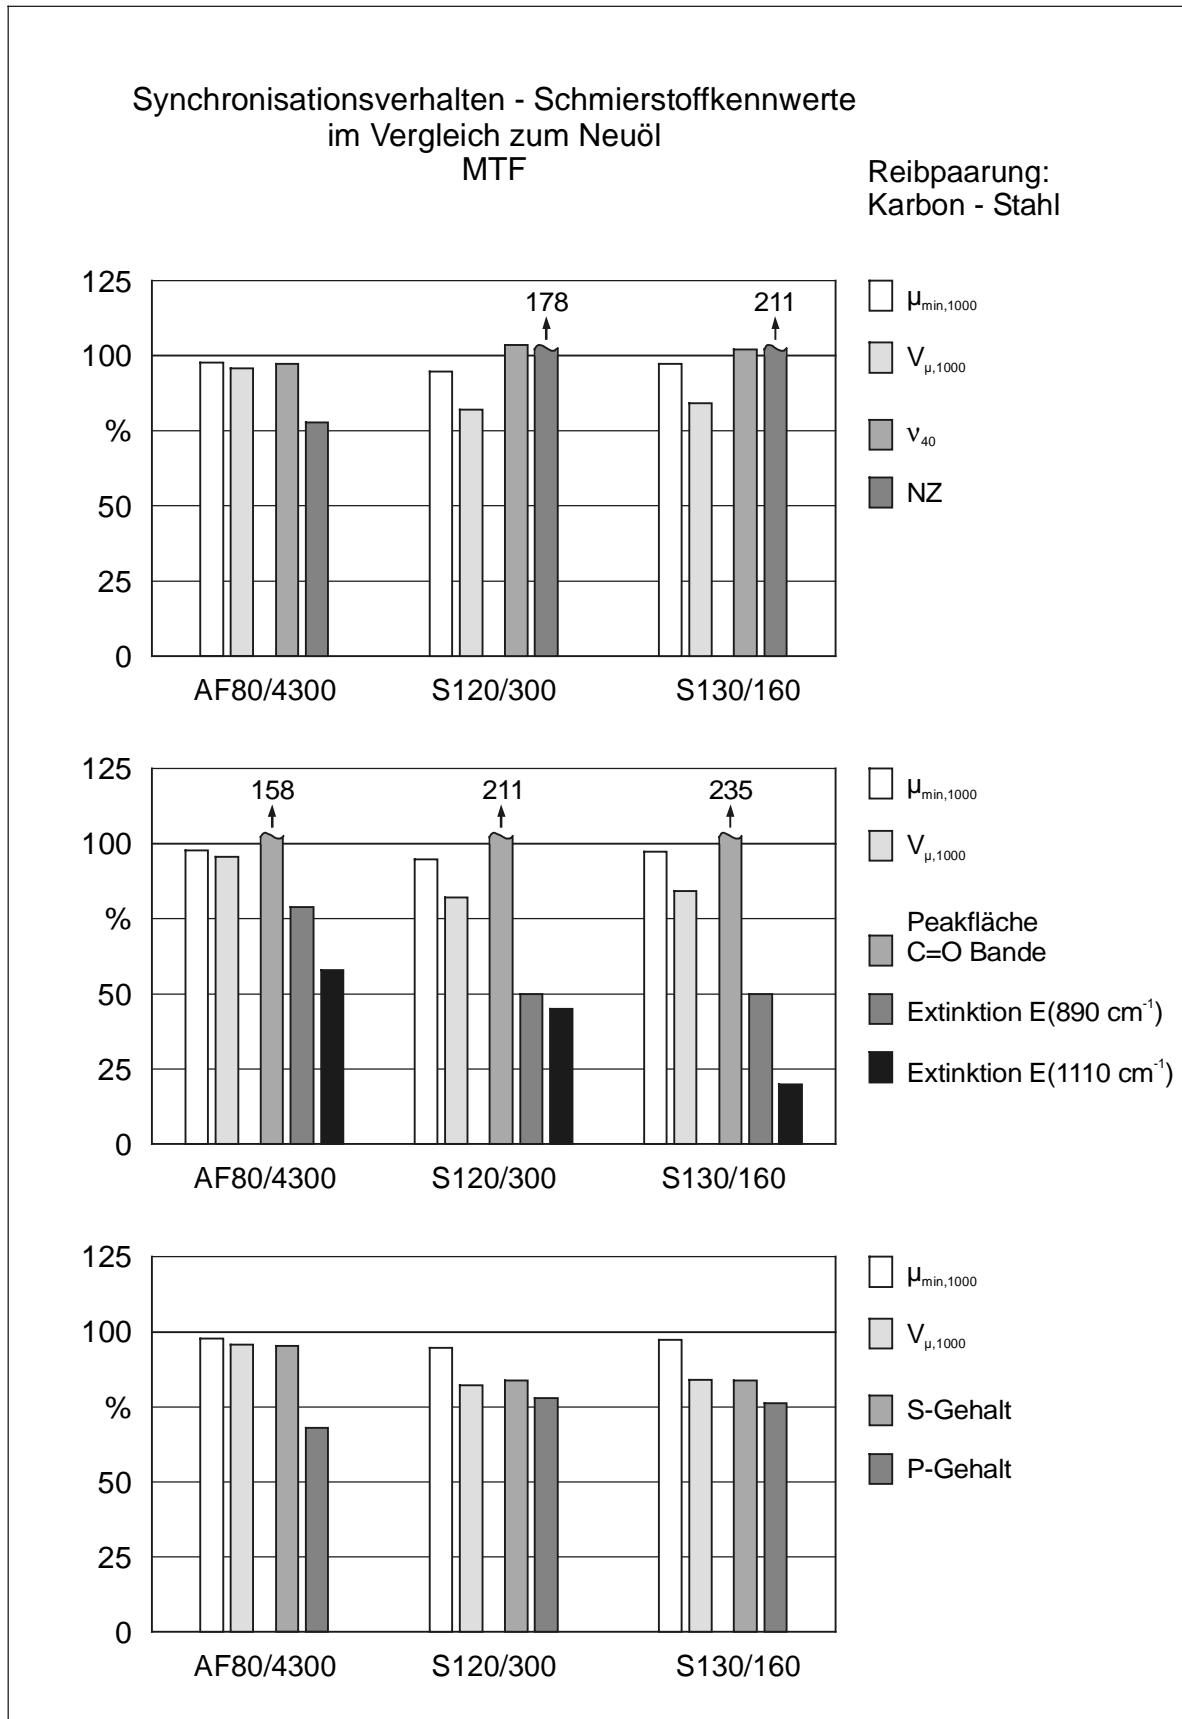 Synchronisationsverhalten - Schmierstoffkennwerte
im Vergleich zum Neuöl
MTF
Reibpaarung:
Karbon - Stahl
125
100
%
50
25
0
178
211
AF80/4300
S120/300
S130/160
µmin,1000
Vµ,1000
ν40
NZ
125
100
%
50
25
0
158
211
235
AF80/4300
S120/300
S130/160
µmin,1000
Vµ,1000
Peakfläche
C=O Bande
Extinktion E(890 cm-1)
Extinktion E(1110 cm-1)
125
100
%
50
25
0
AF80/4300
S120/300
S130/160
µmin,1000
Vµ,1000
S-Gehalt
P-Gehalt